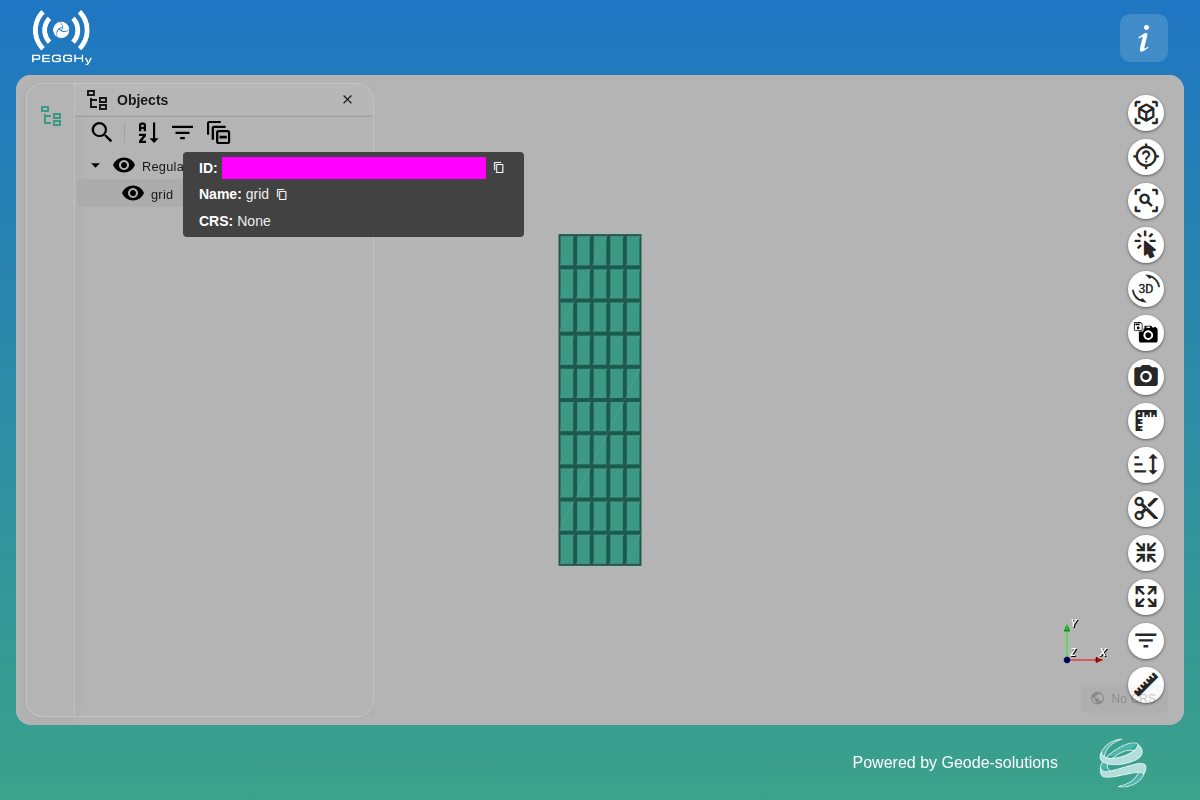 PEGGHy
i
Objects
A
Z
Regula
ID:
grid
Name: grid
CRS: None
3D
Y
Z X
No CRS
Powered by Geode-solutions